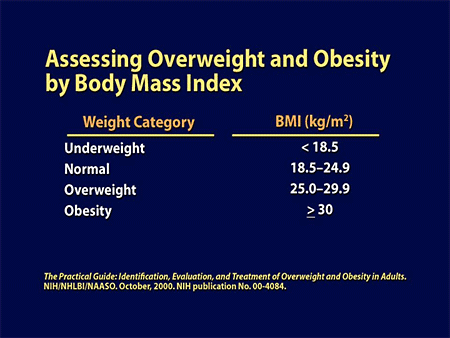 Assessing Overweight and Obesity
by Body Mass Index
Weight Category BMI (kg/m²)
Underweight < 18.5
Normal 18.5–24.9
Overweight 25.0–29.9
Obesity ≥ 30
The Practical Guide: Identification, Evaluation, and Treatment of Overweight and Obesity in Adults.
NIH/NHLBI/NAASO. October, 2000. NIH publication No. 00-4084.